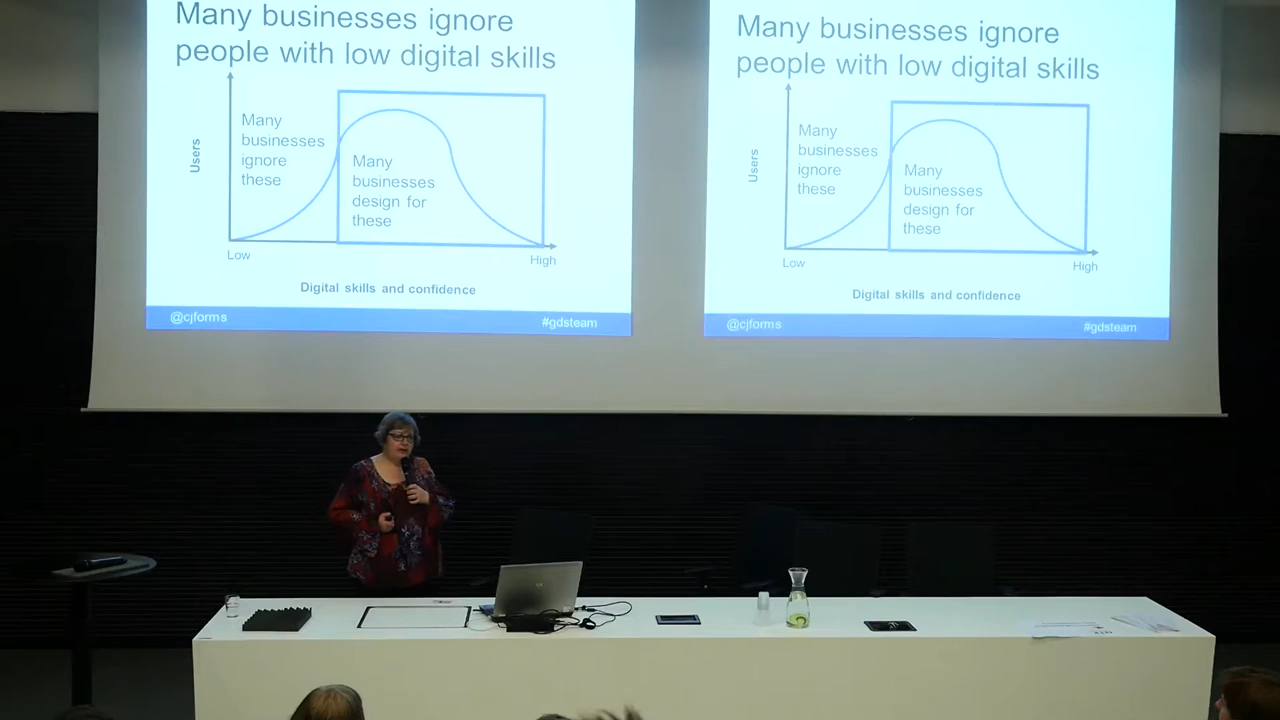 Many businesses ignore
people with low digital skills
Users
Many
businesses
ignore
these
Many
businesses
design for
these
Low
High
Digital skills and confidence
@cjforms
#gdsteam
Many businesses ignore
people with low digital skills
Users
Many
businesses
ignore
these
Many
businesses
design for
these
Low
High
Digital skills and confidence
@cjforms
#gdsteam